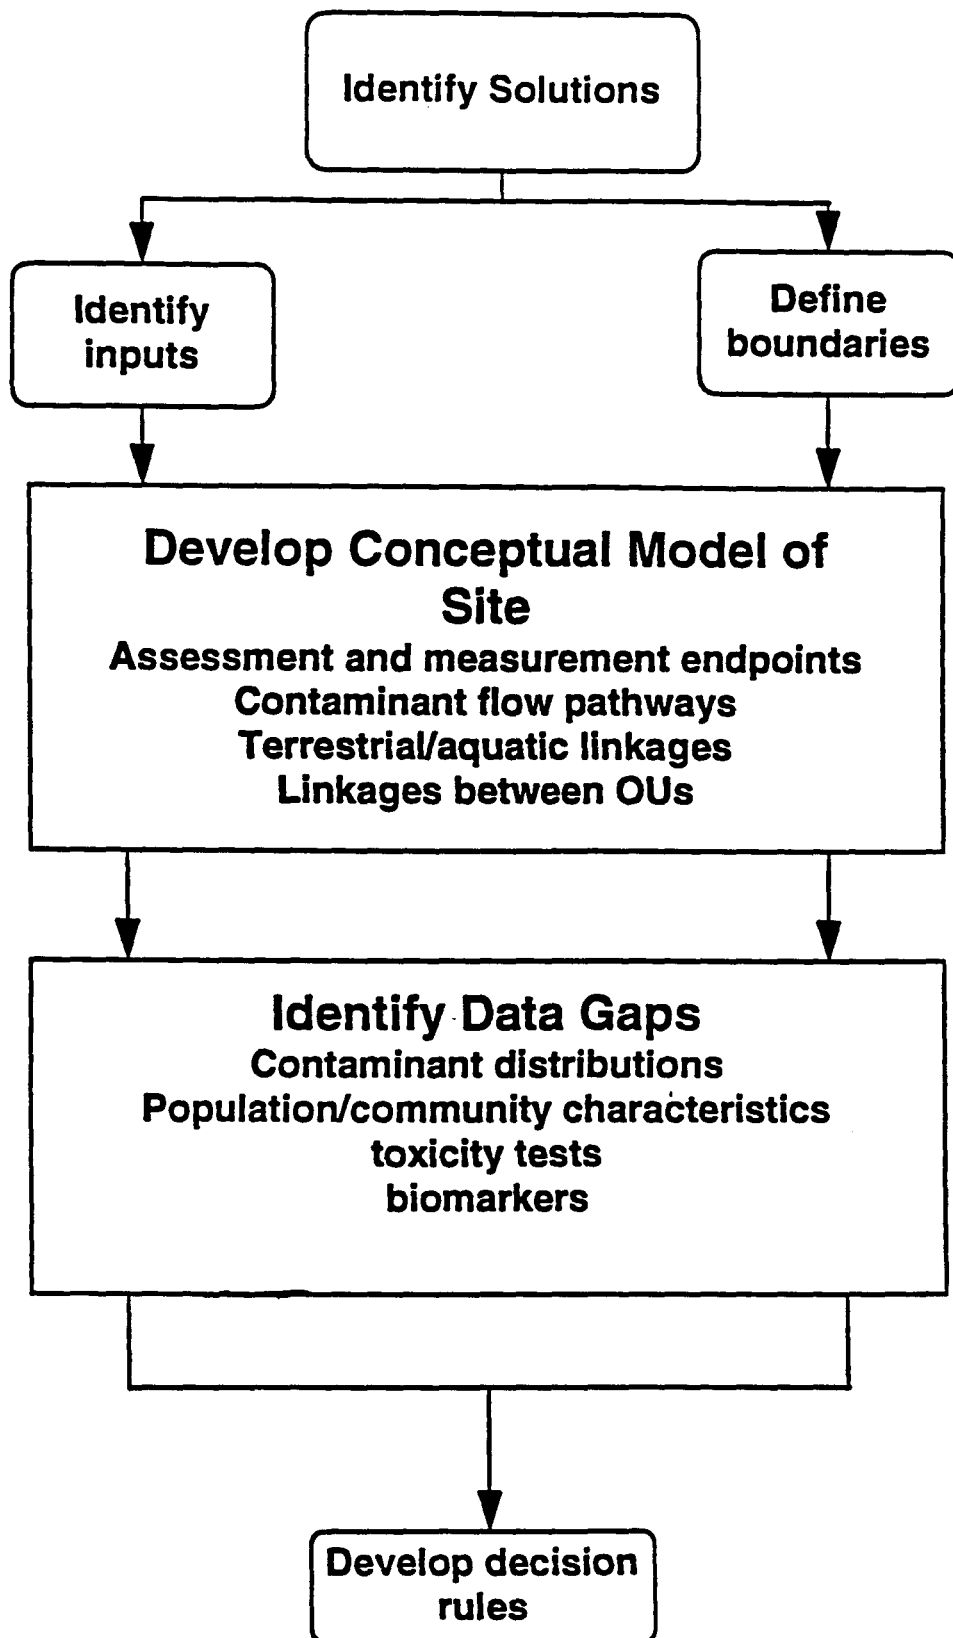 Identify Solutions
Identify
inputs
Define
boundaries
Develop Conceptual Model of
Site
Assessment and measurement endpoints
Contaminant flow pathways
Terrestrial/aquatic linkages
Linkages between OUs
Identify Data Gaps
Contaminant distributions
Population/community characteristics
toxicity tests
biomarkers
Develop decision
rules